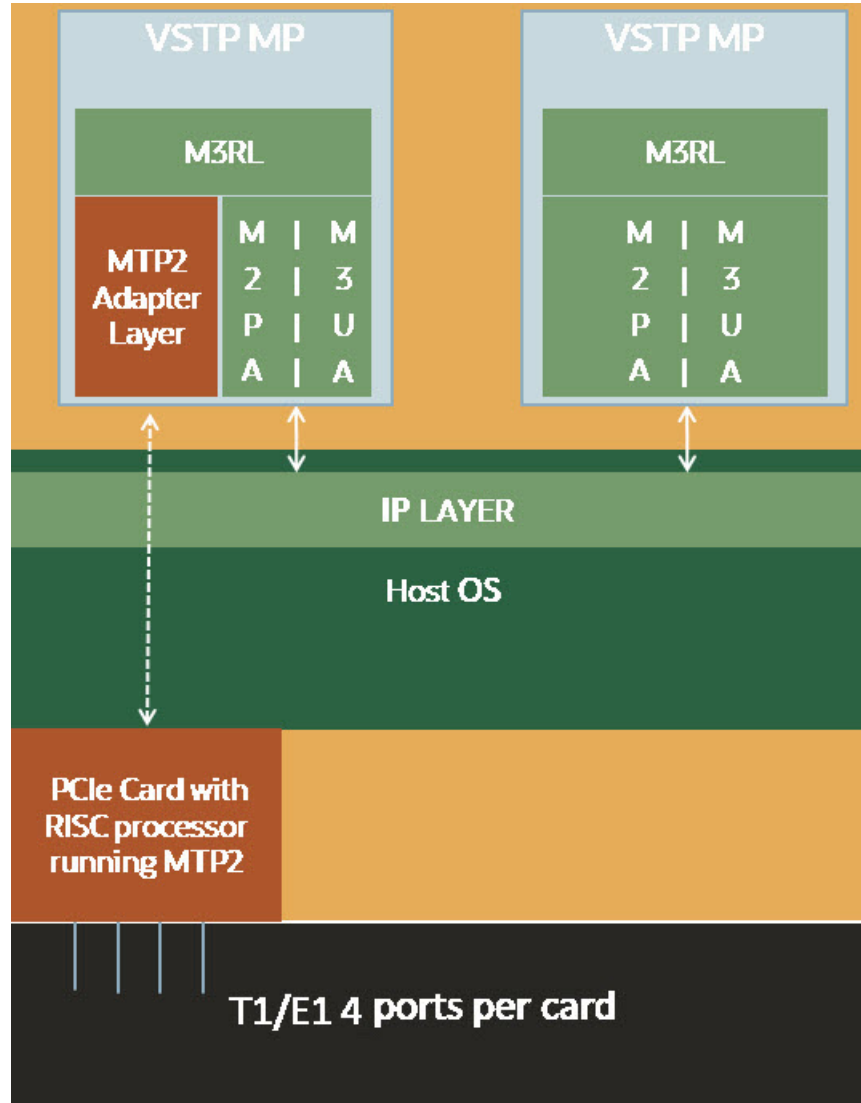 VSTP MP
M3RL
MTP2
Adapter
Layer
M | M
2 | 3
P | U
A | A
VSTP MP
M3RL
M | M
2 | 3
P | U
A | A
IP LAYER
Host OS
PCIe Card with
RISC processor
running MTP2
T1/E1 4 ports per card